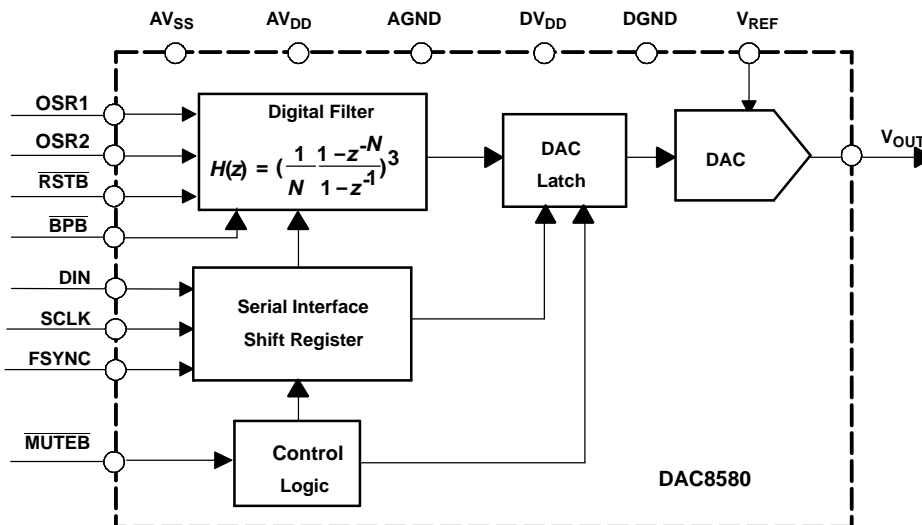 AVSS AVDD AGND DVDD DGND VREF
OSR1
OSR2
RSTB
BPB
DIN
SCLK
FSYNC
MUTEB
Digital Filter
H(z) = (1/N 1−z^-N/1−z^-1)^3
DAC
Latch
DAC
VOUT
Serial Interface
Shift Register
Control
Logic
DAC8580